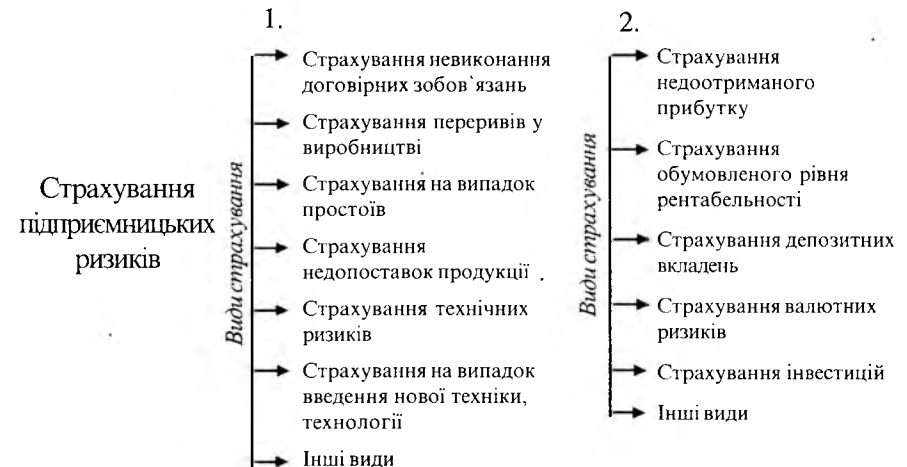 Страхування
підприємницьких
ризиків
1.
Види страхування
Страхування невиконання
договірних зобов`язань
Страхування переривів у
виробництві
Страхування на випадок
простоїв
Страхування
недопоставок продукції
Страхування технічних
ризиків
Страхування на випадок
введення нової техніки,
технології
Інші види
2.
Види страхування
Страхування
недоотриманого
прибутку
Страхування
обумовленого рівня
рентабельності
Страхування депозитних
вкладень
Страхування валютних
ризиків
Страхування інвестицій
Інші види